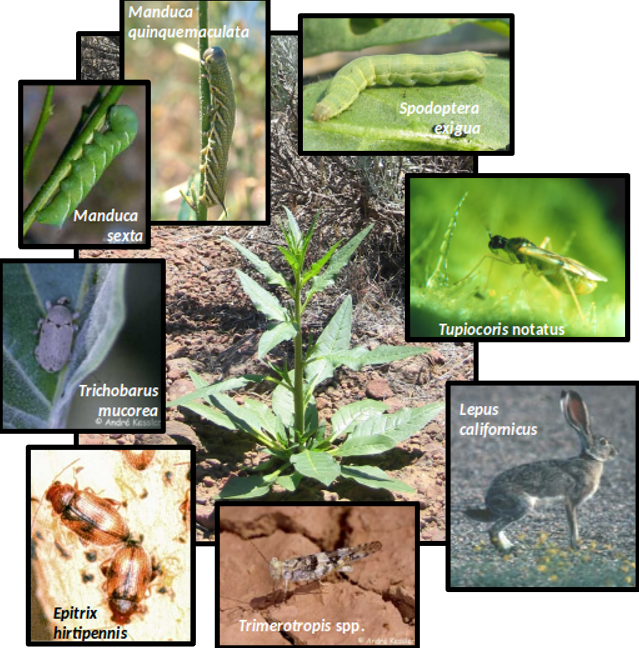 Manduca
quinquemaculata
Spodoptera
exigua
Manduca
sexta
Tupiocoris notatus
Trichobarus
mucorea
© André Kessler
Lepus
califomicus
Epitrix
hirtipennis
Trimerotropis spp.
© André Kessler